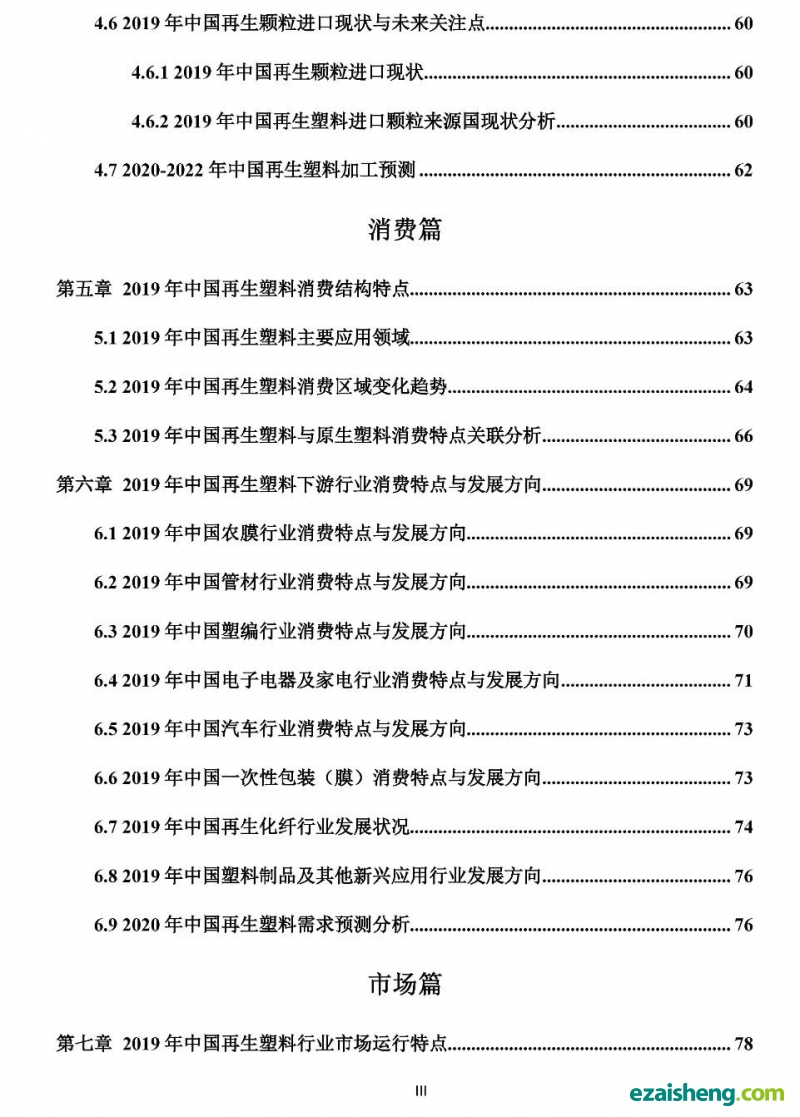 4.6 2019 年中国再生颗粒进口现状与未来关注点........................................ 60
4.6.1 2019 年中国再生颗粒进口现状........................................ 60
4.6.2 2019 年中国再生塑料进口颗粒来源国现状分析........................................ 60
4.7 2020-2022 年中国再生塑料加工预测........................................ 62
消费篇
第五章 2019 年中国再生塑料消费结构特点........................................ 63
5.1 2019 年中国再生塑料主要应用领域........................................ 63
5.2 2019 年中国再生塑料消费区域变化趋势........................................ 64
5.3 2019 年中国再生塑料与原生塑料消费特点关联分析........................................ 66
第六章 2019 年中国再生塑料下游行业消费特点与发展方向........................................ 69
6.1 2019 年中国农膜行业消费特点与发展方向........................................ 69
6.2 2019 年中国管材行业消费特点与发展方向........................................ 69
6.3 2019 年中国塑编行业消费特点与发展方向........................................ 70
6.4 2019 年中国电子电器及家电行业消费特点与发展方向........................................ 71
6.5 2019 年中国汽车行业消费特点与发展方向........................................ 73
6.6 2019 年中国一次性包装（膜）消费特点与发展方向........................................ 73
6.7 2019 年中国再生化纤行业发展状况........................................ 74
6.8 2019 年中国塑料制品及其他新兴应用行业发展方向........................................ 76
6.9 2020 年中国再生塑料需求预测分析........................................ 76
市场篇
第七章 2019 年中国再生塑料行业市场运行特点........................................ 78
III
ezaisheng.com